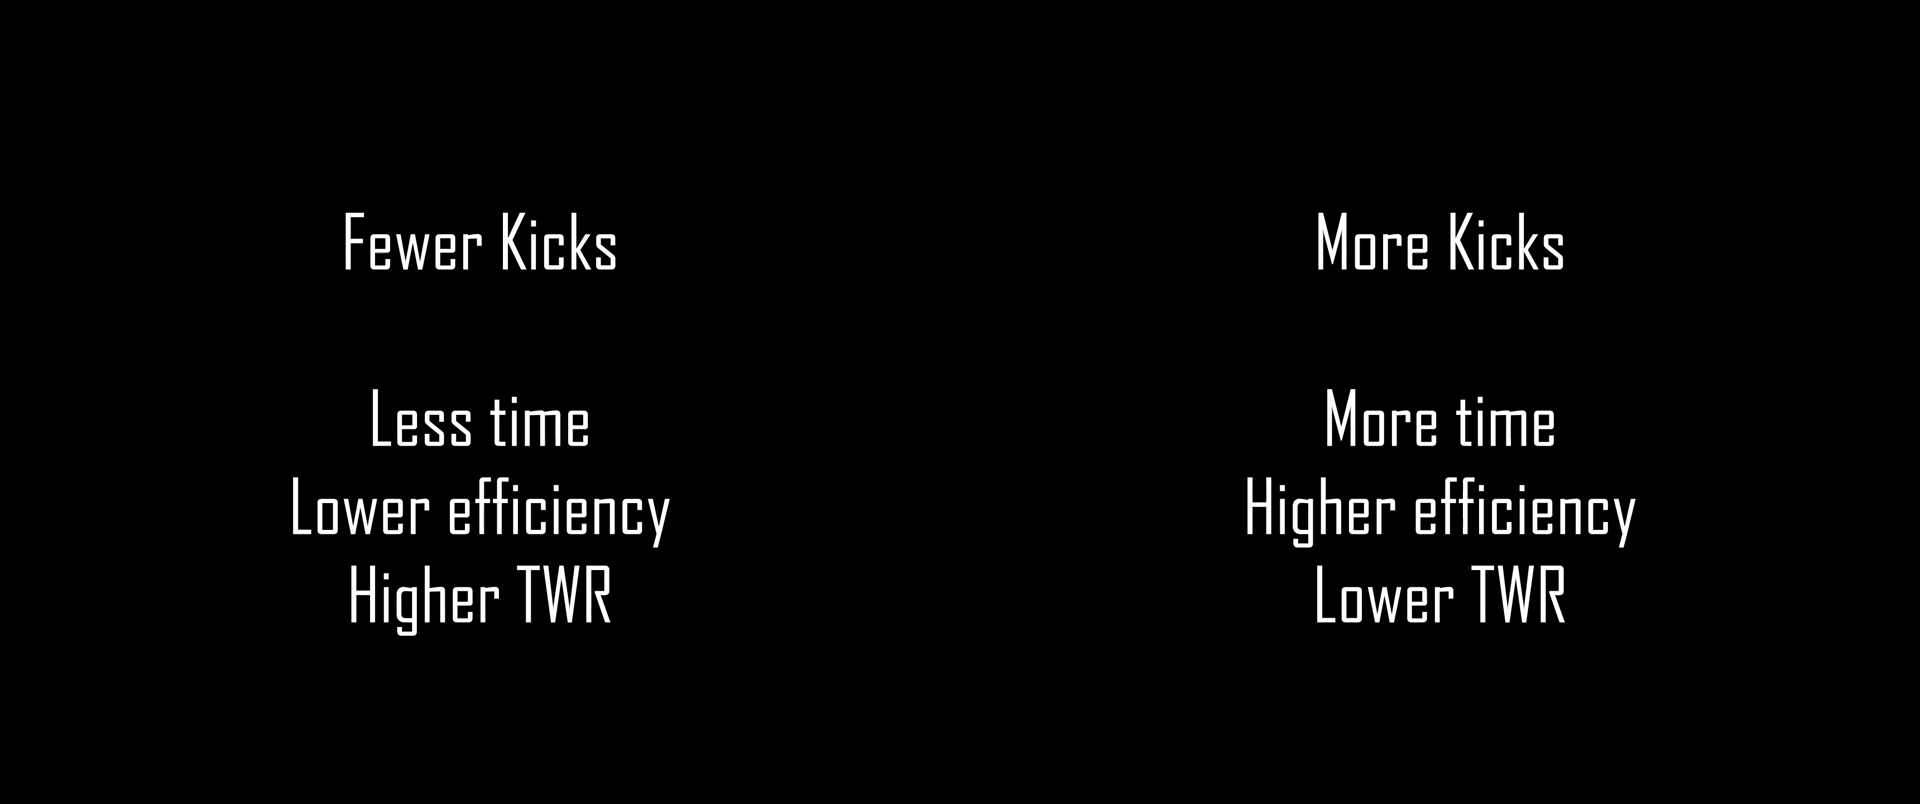 Fewer Kicks
Less time
Lower efficiency
Higher TWR
More Kicks
More time
Higher efficiency
Lower TWR